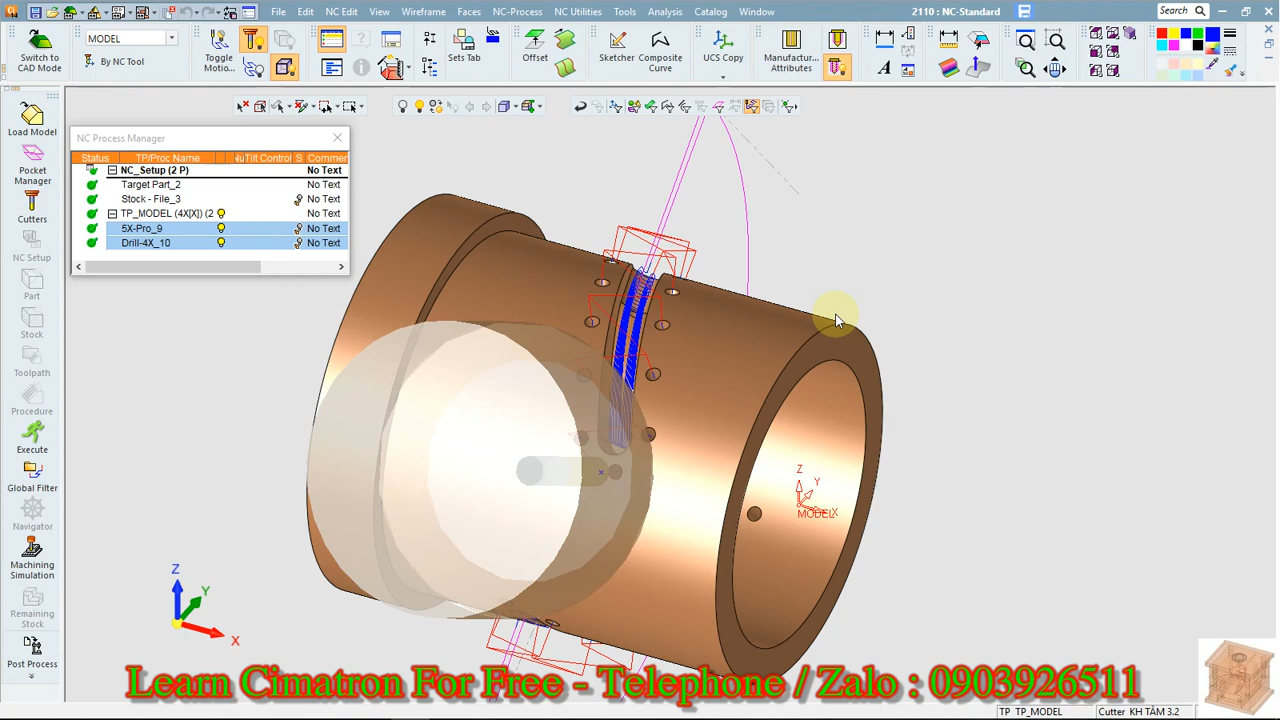 File Edit Views Wireframe Faces NC-Process NC Utilities Tools Analysis Catalog Window
NC Edit
2110 : NC-Standard
Search
Switch to
CAD Mode
MODEL
By NC Tool
Toggle
Motio...
Sets Tab
Offset
Sketcher
Composite
Curve
UCS Copy
Manufactur...
Attributes
Load Model
Pocket
Manager
Cutters
NC Setup
Part
Stock
Toolpath
Procedure
Execute
Global Filter
Navigator
Machining
Simulation
Remaining
Stock
Post Process
NC Process Manager
Status TP/Proc Name Tilt Control S Commen
NC_Setup (2 P) No Text
Target Part_2 No Text
Stock - File_3 No Text
TP_MODEL (4X[X]) (2 No Text
5X-Pro_9 No Text
Drill-4X_10 No Text
Z
Y
X
MODEL
Z
Y
X
Learn Cimatron For Free - Telephone / Zalo : 0903926511
TP TP_MODEL Cutter KH TÂM 3.2